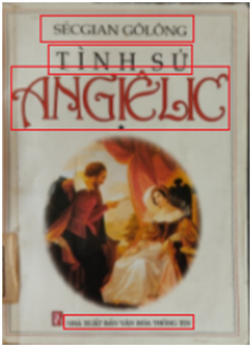 SÉCGIAN GÔLÔNG
TÌNH SỬ
ANGIÊLIC
NHÀ XUẤT BẢN VĂN HÓA THÔNG TIN